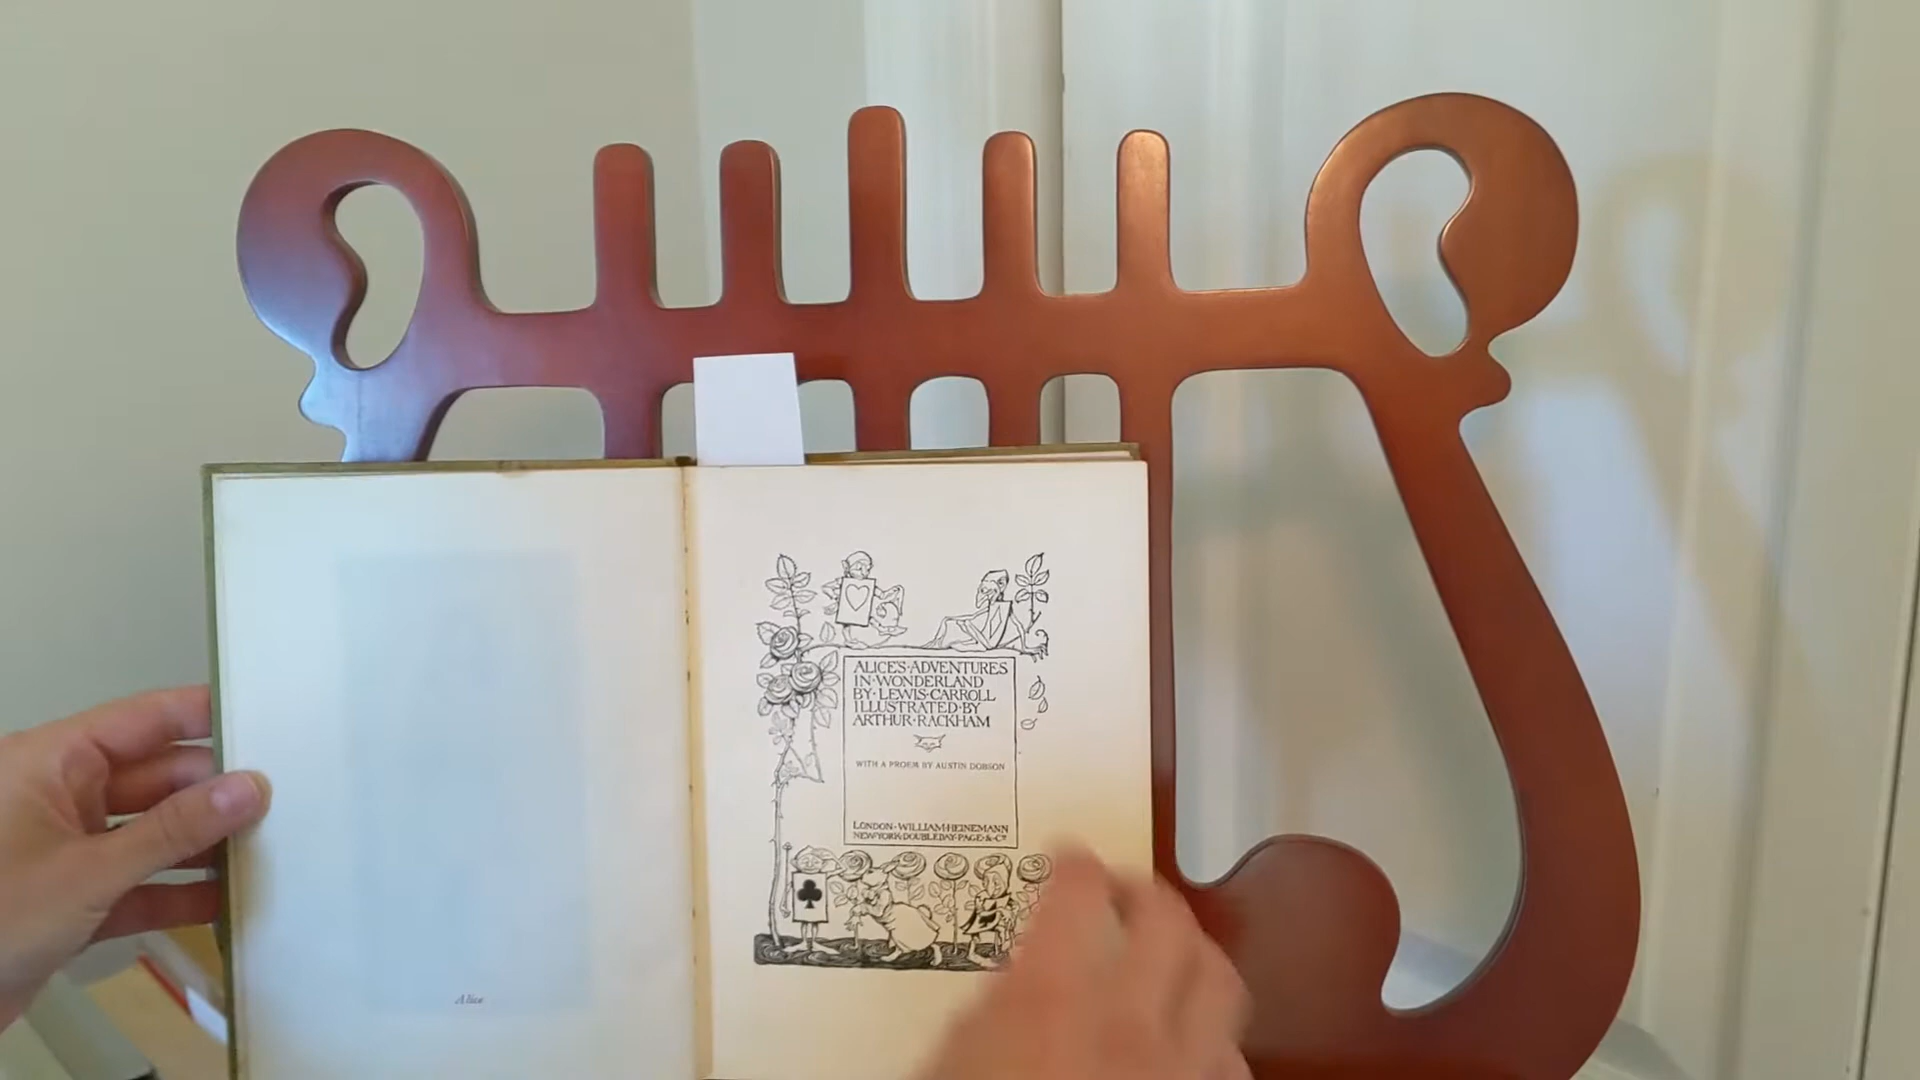 Alice
ALICE'S·ADVENTURES
IN·WONDERLAND
BY·LEWIS·CARROLL
ILLUSTRATED·BY
ARTHUR·RACKHAM
WITH A PROEM BY AUSTIN DOBSON
LONDON·WILLIAM·HEINEMANN
NEW·YORK·DOUBLEDAY·PAGE·&·Cº